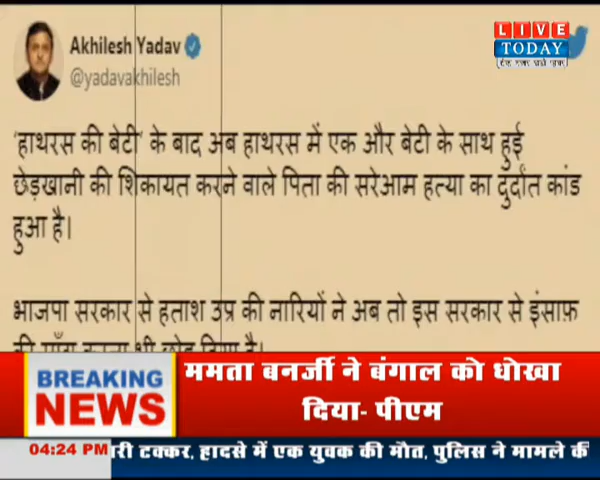 LIVE
TODAY
Akhilesh Yadav
@yadavakhilesh
'हाथरस की बेटी' के बाद अब हाथरस में एक और बेटी के साथ हुई
छेड़खानी की शिकायत करने वाले पिता की सरेआम हत्या का दुर्दांत कांड
हुआ है।
भाजपा सरकार से हताश उप्र की नारियों ने अब तो इस सरकार से इंसाफ़
BREAKING
NEWS
ममता बनर्जी ने बंगाल को धोखा
दिया- पीएम
04:24 PM
री टक्कर, हादसे में एक युवक की मौत, पुलिस ने मामले की